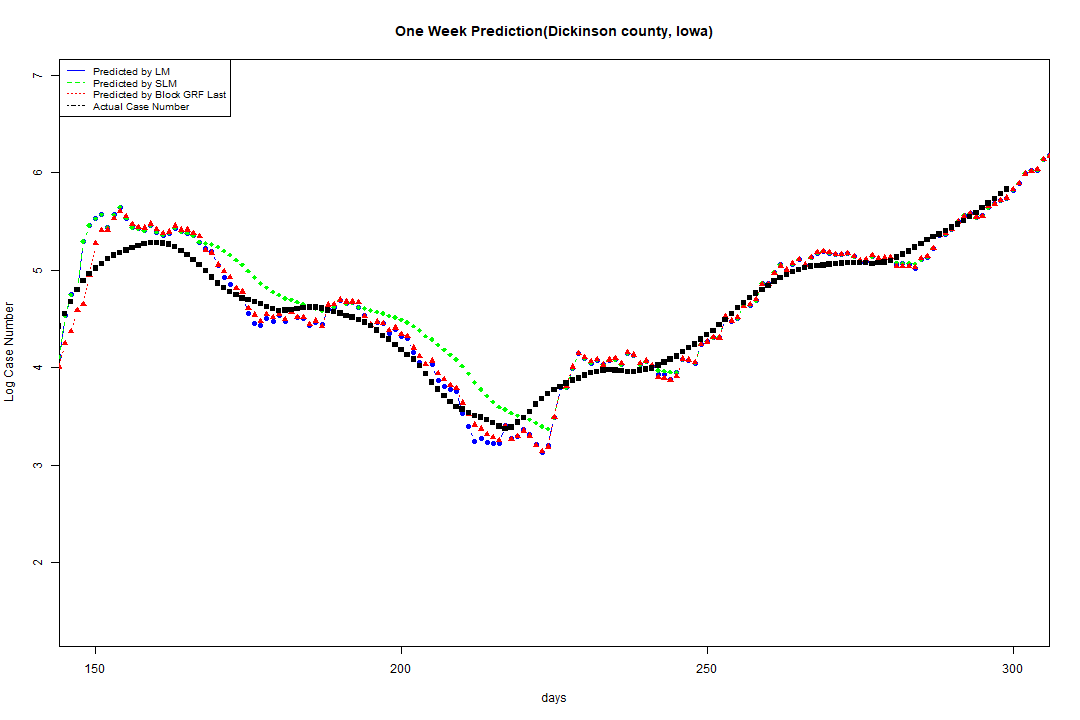 One Week Prediction(Dickinson county, Iowa)
Predicted by LM
Predicted by SLM
Predicted by Block GRF Last
Actual Case Number
Log Case Number
7
6
5
4
3
2
150 200 250 300
days